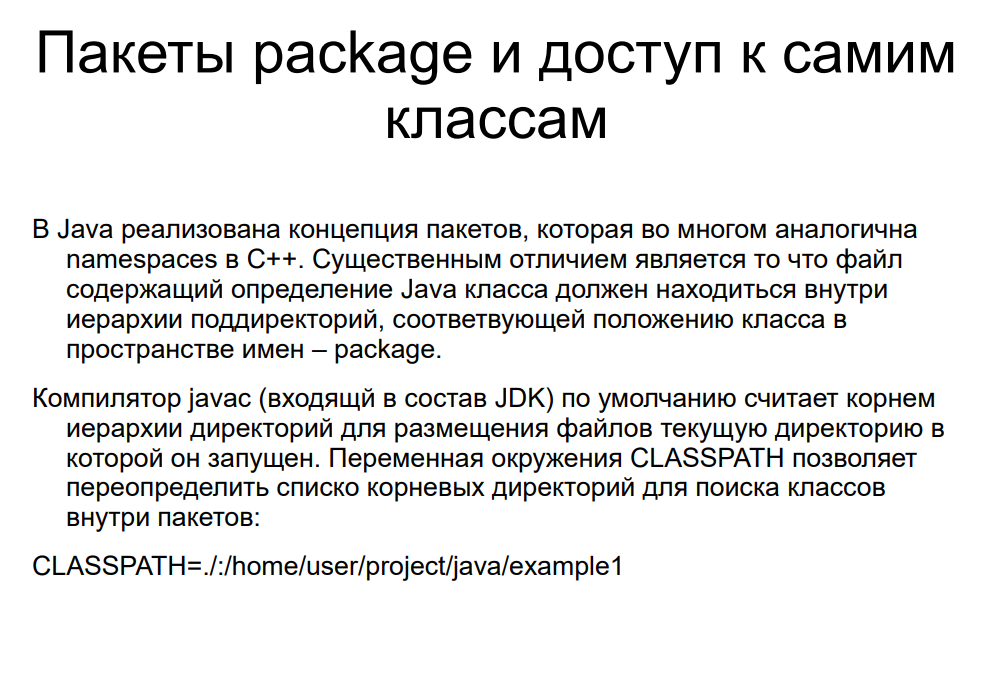 Пакеты package и доступ к самим
классам
В Java реализована концепция пакетов, которая во многом аналогична
namespaces в C++. Существенным отличием является то что файл
содержащий определение Java класса должен находиться внутри
иерархии поддиректорий, соответвующей положению класса в
пространстве имен – package.
Компилятор javac (входящй в состав JDK) по умолчанию считает корнем
иерархии директорий для размещения файлов текущую директорию в
которой он запущен. Переменная окружения CLASSPATH позволяет
переопределить списко корневых директорий для поиска классов
внутри пакетов:
CLASSPATH=./:/home/user/project/java/example1